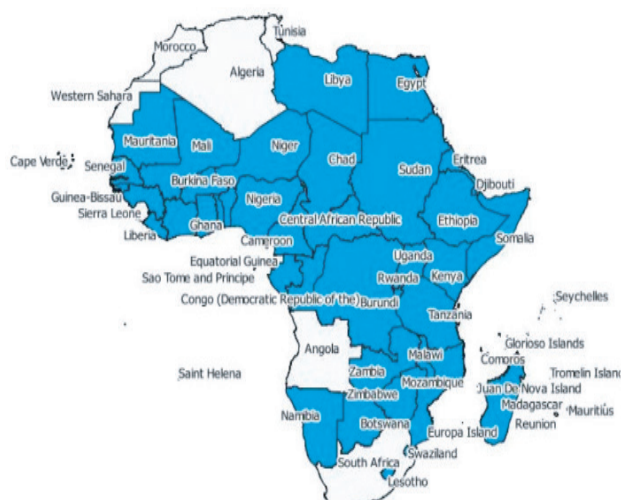 Tunisia
Morocco
Algeria
Libya
Egypt
Western Sahara
Mauritania
Mali
Niger
Chad
Sudan
Eritrea
Cape Verde
Senegal
Burkina Faso
Djibouti
Guinea-Bissau
Nigeria
Sierra Leone
Ghana
Central African Republic
Ethiopia
Liberia
Cameroon
Somalia
Equatorial Guinea
Uganda
Sao Tome and Principe
Rwanda
Kenya
Congo (Democratic Republic of the)
Burundi
Seychelles
Tanzania
Angola
Malawi
Glorioso Islands
Comoros
Saint Helena
Zambia
Mozambique
Juan De Nova Island
Tromelin Island
Zimbabwe
Madagascar
Mauritius
Namibia
Botswana
Europa Island
Reunion
South Africa
Swaziland
Lesotho